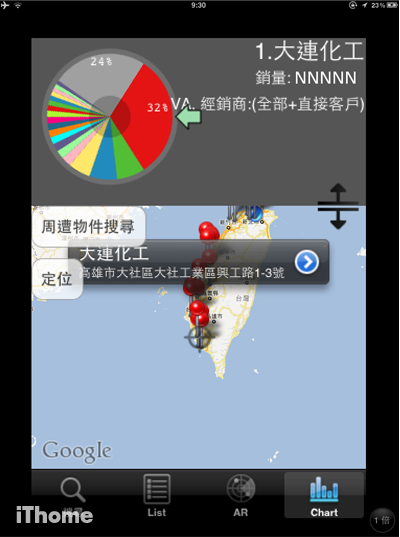 9:30
23%
1.大連化工
銷量: NNNNN
24%
32%
VA. 經銷商:(全部+直接客戶)
周遭物件搜尋
大連化工
高雄市大社區大社工業區興工路1-3號
定位
台灣
Google
List
AR
Chart
iThome
1 倍